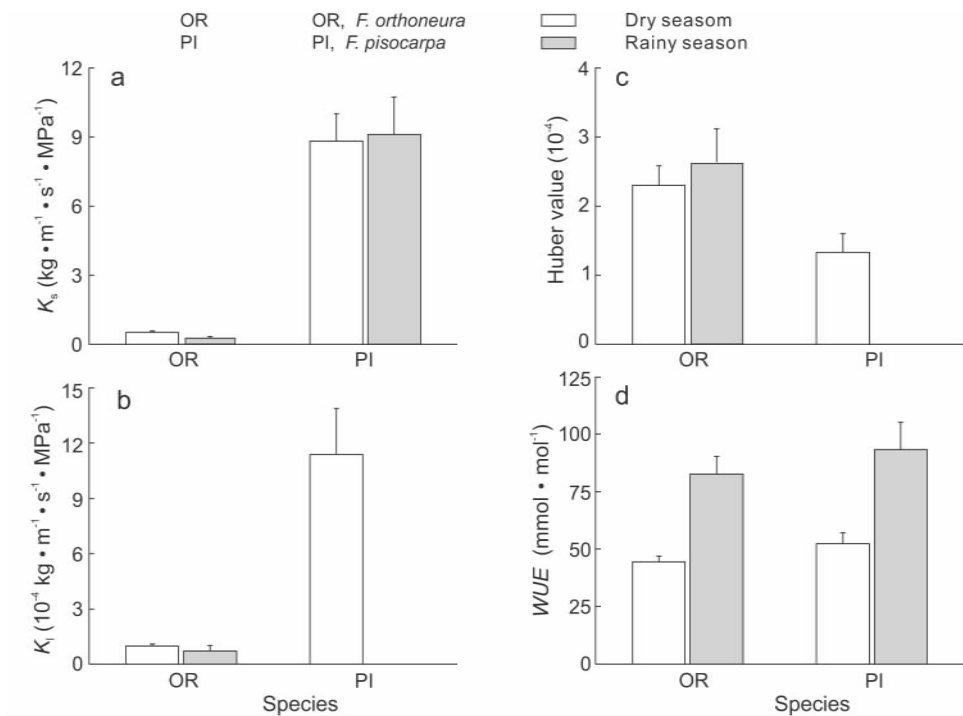 OR OR, F. orthoneura Dry seasom
PI PI, F. pisocarpa Rainy season
a
12
9
6
3
0
Ks (kg • m⁻¹ • s⁻¹ • MPa⁻¹)
OR PI
c
4
3
2
1
0
Huber value (10⁻⁴)
OR PI
b
15
12
9
6
3
0
Kl (10⁻⁴ kg • m⁻¹ • s⁻¹ • MPa⁻¹)
OR PI
Species
d
125
100
75
50
25
0
WUE (mmol • mol⁻¹)
OR PI
Species